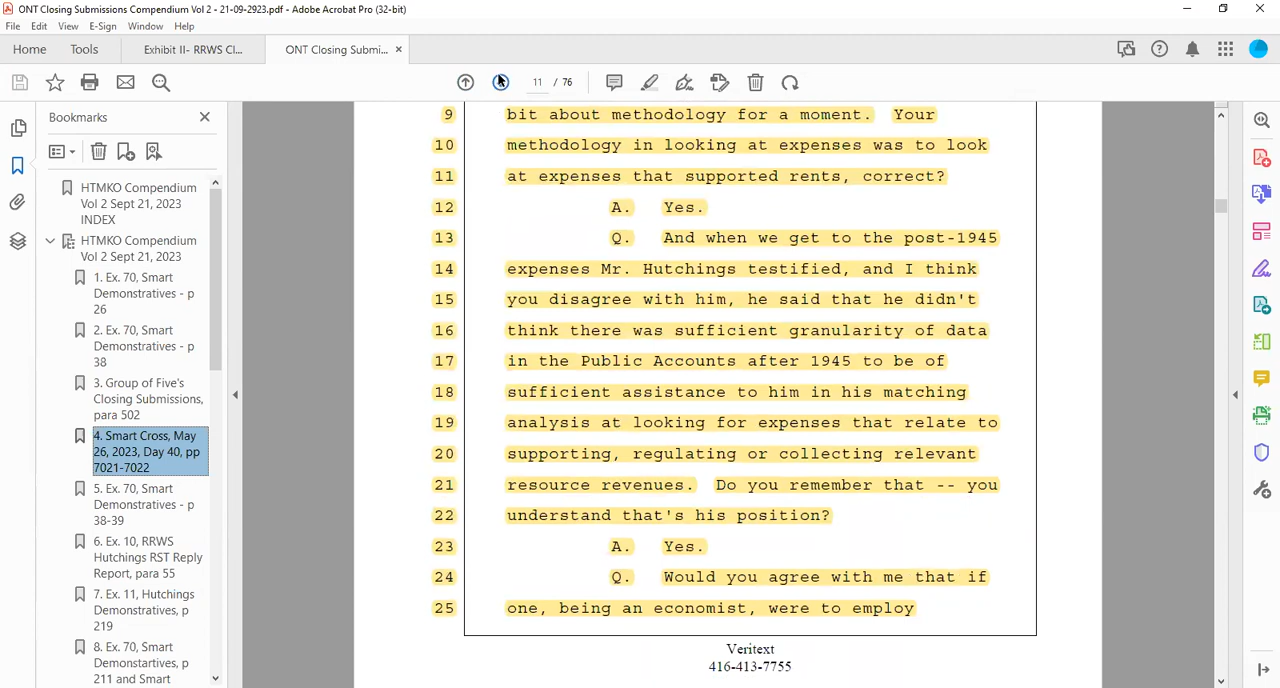 ONT Closing Submissions Compendium Vol 2 - 21-09-2923.pdf - Adobe Acrobat Pro (32-bit)
File Edit View E-Sign Window Help
Home Tools Exhibit II- RRWS Cl... ONT Closing Submi... ×
11 / 76
Bookmarks
HTMKO Compendium
Vol 2 Sept 21, 2023
INDEX
HTMKO Compendium
Vol 2 Sept 21, 2023
1. Ex. 70, Smart
Demonstratives - p
26
2. Ex. 70, Smart
Demonstratives - p
38
3. Group of Five's
Closing Submissions,
para 502
4. Smart Cross, May
26, 2023, Day 40, pp
7021-7022
5. Ex. 70, Smart
Demonstratives - p
38-39
6. Ex. 10, RRWS
Hutchings RST Reply
Report, para 55
7. Ex. 11, Hutchings
Demonstratives, p
219
8. Ex. 70, Smart
Demonstartives, p
211 and Smart
9 bit about methodology for a moment. Your
10 methodology in looking at expenses was to look
11 at expenses that supported rents, correct?
12 A. Yes.
13 Q. And when we get to the post-1945
14 expenses Mr. Hutchings testified, and I think
15 you disagree with him, he said that he didn't
16 think there was sufficient granularity of data
17 in the Public Accounts after 1945 to be of
18 sufficient assistance to him in his matching
19 analysis at looking for expenses that relate to
20 supporting, regulating or collecting relevant
21 resource revenues. Do you remember that -- you
22 understand that's his position?
23 A. Yes.
24 Q. Would you agree with me that if
25 one, being an economist, were to employ
Veritext
416-413-7755